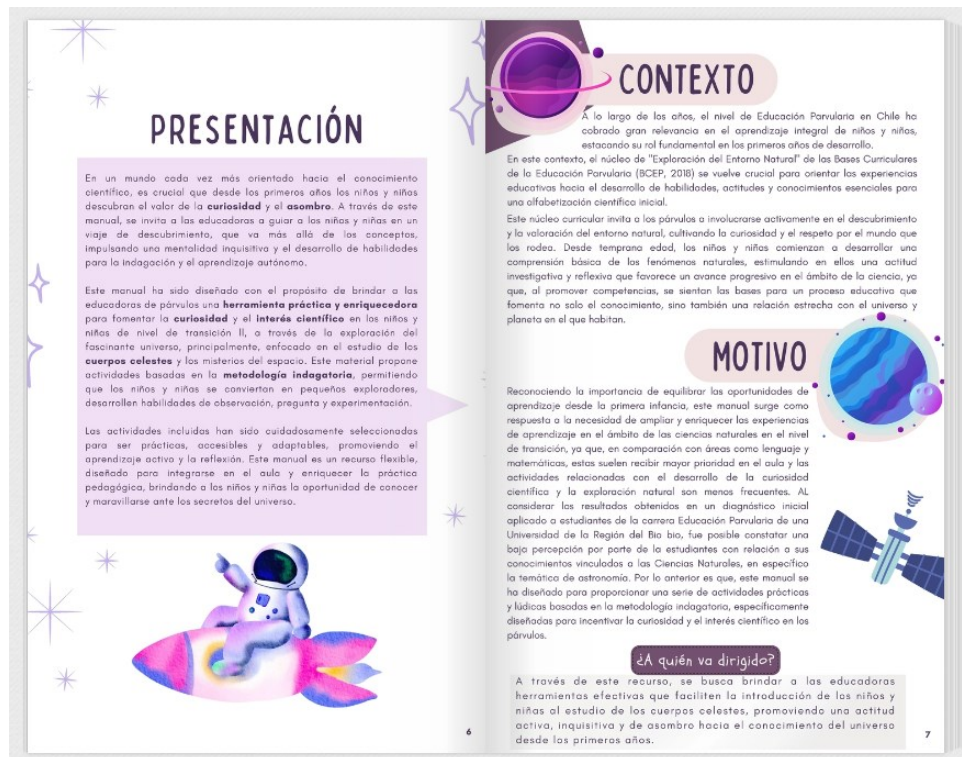 PRESENTACIÓN
En un mundo cada vez más orientado hacia el conocimiento
científico, es crucial que desde los primeros años los niños y niñas
descubran el valor de la curiosidad y el asombro. A través de este
manual, se invita a las educadoras a guiar a los niños y niñas en un
viaje de descubrimiento, que va más allá de los conceptos,
impulsando una mentalidad inquisitiva y el desarrollo de habilidades
para la indagación y el aprendizaje autónomo.
Este manual ha sido diseñado con el propósito de brindar a las
educadoras de párvulos una herramienta práctica y enriquecedora
para fomentar la curiosidad y el interés científico en los niños y
niñas de nivel de transición II, a través de la exploración del
fascinante universo, principalmente, enfocado en el estudio de los
cuerpos celestes y los misterios del espacio. Este material propone
actividades basadas en la metodología indagatoria, permitiendo
que los niños y niñas se conviertan en pequeños exploradores,
desarrollen habilidades de observación, pregunta y experimentación.
Las actividades incluidas han sido cuidadosamente seleccionadas
para ser prácticas, accesibles y adaptables, promoviendo el
aprendizaje activo y la reflexión. Este manual es un recurso flexible,
diseñado para integrarse en el aula y enriquecer la práctica
pedagógica, brindando a los niños y niñas la oportunidad de conocer
y maravillarse ante los secretos del universo.
6
CONTEXTO
A lo largo de los años, el nivel de Educación Parvularia en Chile ha
cobrado gran relevancia en el aprendizaje integral de niños y niñas,
estacando su rol fundamental en los primeros años de desarrollo.
En este contexto, el núcleo de "Exploración del Entorno Natural" de las Bases Curriculares
de la Educación Parvularia (BCEP, 2018) se vuelve crucial para orientar las experiencias
educativas hacia el desarrollo de habilidades, actitudes y conocimientos esenciales para
una alfabetización científica inicial.
Este núcleo curricular invita a los párvulos a involucrarse activamente en el descubrimiento
y la valoración del entorno natural, cultivando la curiosidad y el respeto por el mundo que
los rodea. Desde temprana edad, los niños y niñas comienzan a desarrollar una
comprensión básica de los fenómenos naturales, estimulando en ellos una actitud
investigativa y reflexiva que favorece un avance progresivo en el ámbito de la ciencia, ya
que, al promover competencias, se sientan las bases para un proceso educativo que
fomenta no solo el conocimiento, sino también una relación estrecha con el universo y
planeta en el que habitan.
MOTIVO
Reconociendo la importancia de equilibrar las oportunidades de
aprendizaje desde la primera infancia, este manual surge como
respuesta a la necesidad de ampliar y enriquecer las experiencias
de aprendizaje en el ámbito de las ciencias naturales en el nivel
de transición, ya que, en comparación con áreas como lenguaje y
matemáticas, estas suelen recibir mayor prioridad en el aula y las
actividades relacionadas con el desarrollo de la curiosidad
científica y la exploración natural son menos frecuentes. AL
considerar los resultados obtenidos en un diagnóstico inicial
aplicado a estudiantes de la carrera Educación Parvularia de una
Universidad de la Región del Bio bio, fue posible constatar una
baja percepción por parte de la estudiantes con relación a sus
conocimientos vinculados a las Ciencias Naturales, en específico
la temática de astronomía. Por lo anterior es que, este manual se
ha diseñado para proporcionar una serie de actividades prácticas
y lúdicas basadas en la metodología indagatoria, específicamente
diseñadas para incentivar la curiosidad y el interés científico en los
párvulos.
¿A quién va dirigido?
A través de este recurso, se busca brindar a las educadoras
herramientas efectivas que faciliten la introducción de los niños y
niñas al estudio de los cuerpos celestes, promoviendo una actitud
activa, inquisitiva y de asombro hacia el conocimiento del universo
desde los primeros años.
7